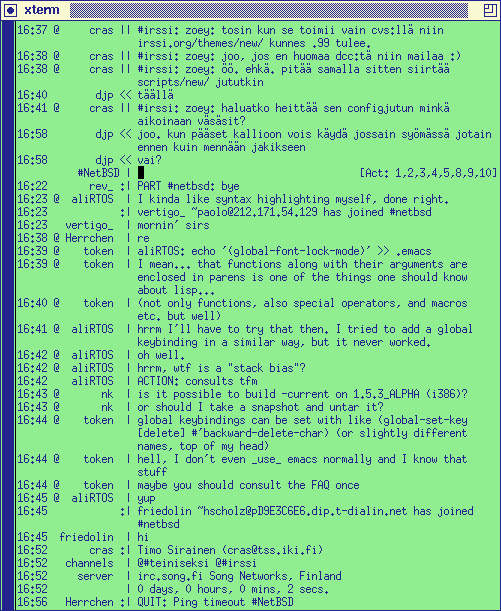 xterm
16:37 @ cras || #irssi: zoey: tosin kun se toimii vain cvs:llä niin
irssi.org/themes/new/ kunnes .99 tulee.
16:38 @ cras || #irssi: zoey: joo, jos en huomaa dcc:tä niin mailaa :)
16:38 @ cras || #irssi: zoey: öö. ehkä. pitää samalla sitten siirtää
scripts/new/ jututkin
16:40 djp << täällä
16:41 @ cras || #irssi: zoey: haluatko heittää sen configjutun minkä
aikoinaan väsäsit?
16:58 djp << joo. kun pääset kallioon vois käydä jossain syömässä jotain
ennen kuin mennään jakikseen
16:58 djp << vai?
#NetBSD | [Act: 1,2,3,4,5,8,9,10]
16:22 rev_ :| PART #netbsd: bye
16:23 @ aliRTOS | I kinda like syntax highlighting myself, done right.
16:23 :| vertigo_ ~paolo@212.171.54.129 has joined #netbsd
16:23 vertigo_ | mornin' sirs
16:38 @ Herrchen | re
16:39 @ token | aliRTOS: echo '(global-font-lock-mode)' >> .emacs
16:39 @ token | I mean... that functions along with their arguments are
enclosed in parens is one of the things one should know
about lisp...
16:40 @ token | (not only functions, also special operators, and macros
etc. but well)
16:41 @ aliRTOS | hrrm I'll have to try that then. I tried to add a global
keybinding in a similar way, but it never worked.
16:42 @ aliRTOS | oh well.
16:42 @ aliRTOS | hrrm, wtf is a "stack bias"?
16:42 aliRTOS | ACTION: consults tfm
16:43 @ nk | is it possible to build -current on 1.5.3_ALPHA (i386)?
16:43 @ nk | or should I take a snapshot and untar it?
16:44 @ token | global keybindings can be set with like (global-set-key
[delete] #'backward-delete-char) (or slightly different
names, top of my head)
16:44 @ token | hell, I don't even _use_ emacs normally and I know that
stuff
16:44 @ token | maybe you should consult the FAQ once
16:45 @ aliRTOS | yup
16:45 :| friedolin ~hscholz@pD9E3C6E6.dip.t-dialin.net has joined
#netbsd
16:45 friedolin | hi
16:52 cras :| Timo Sirainen (cras@tss.iki.fi)
16:52 channels | @#teiniseksi @#irssi
16:52 server | irc.song.fi Song Networks, Finland
16:52 | 0 days, 0 hours, 0 mins, 2 secs.
16:56 Herrchen :| QUIT: Ping timeout #NetBSD